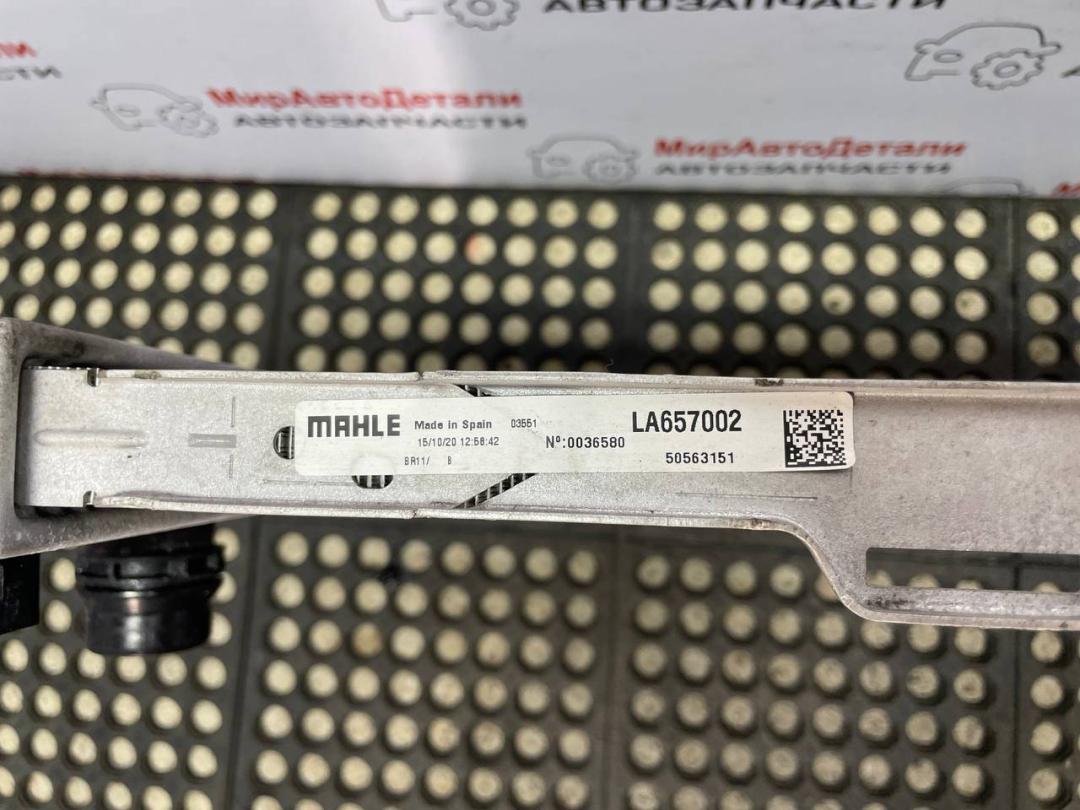 АВТОЗАПЧАСТИ
МирАвтоДетали
АВТОЗАПЧАСТИ
МирАвтоДетали
АВТОЗАПЧАСТИ
MAHLE Made in Spain 03551 LA657002
15/10/20 12:58:42 Nº:0036580
BR11/ B 50563151